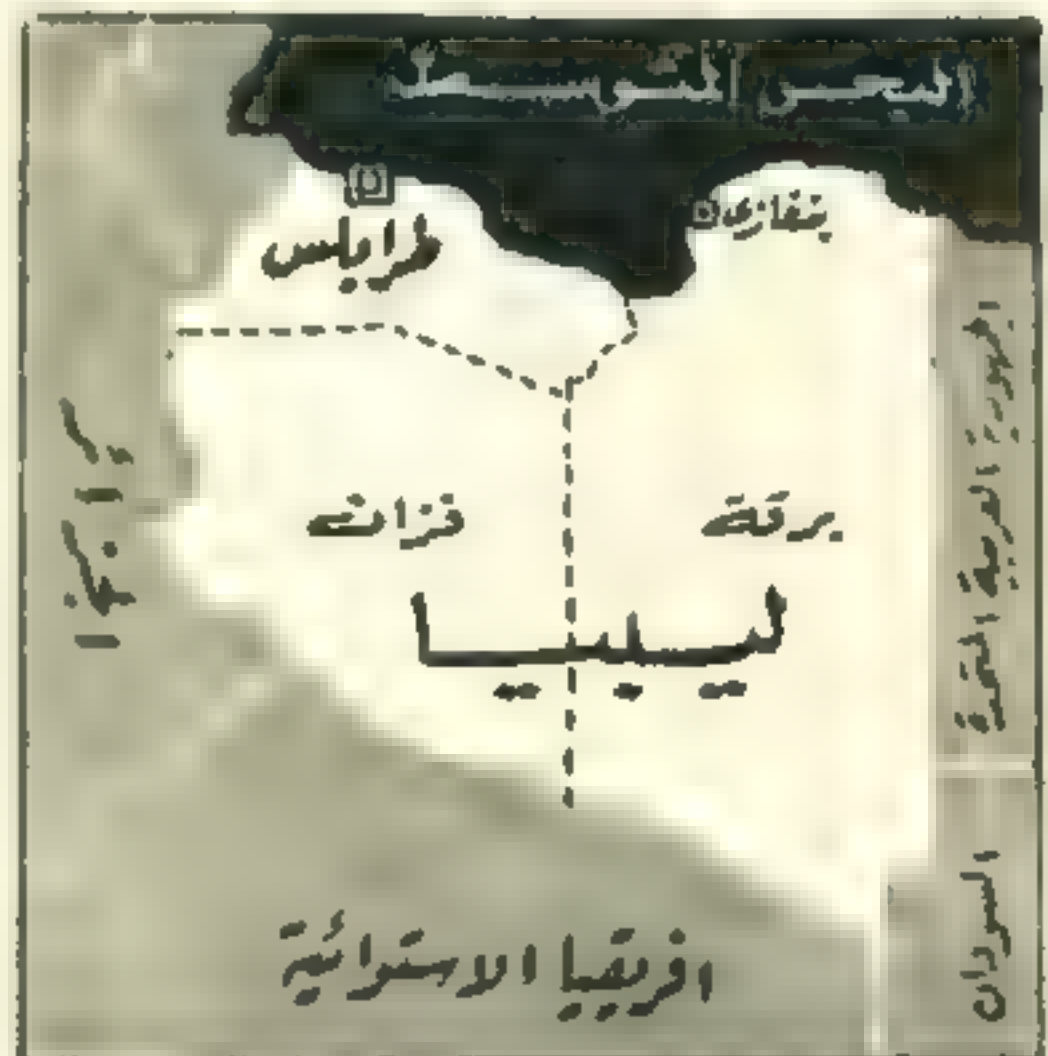 البحر المتوسط
طرابلس
بنغازي
الجمهورية العربية المتحدة
فزان
برقة
ليبيا
السودان
افريقيا الاستوائية